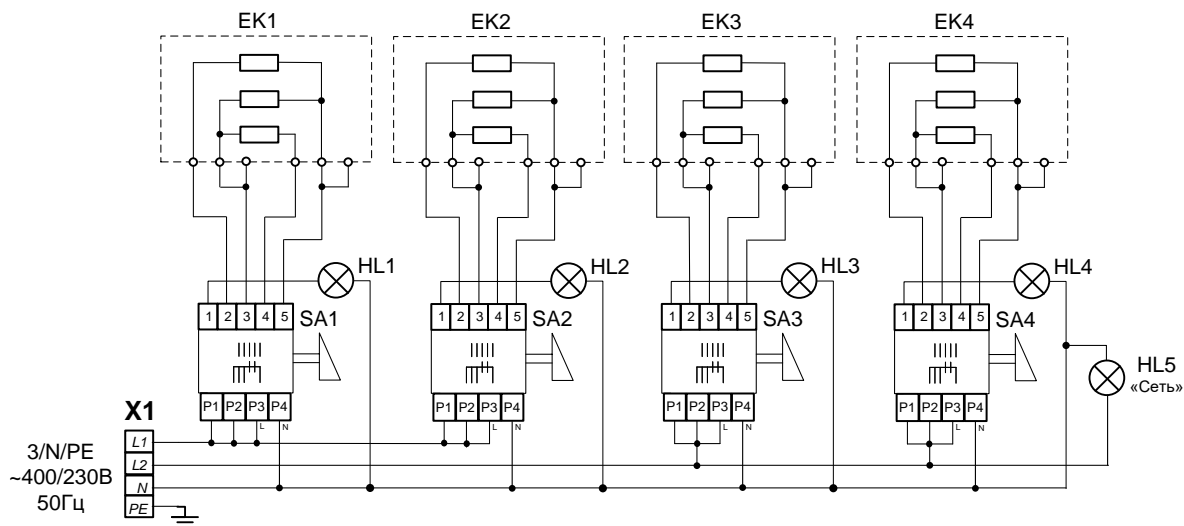 EK1 EK2 EK3 EK4
HL1 HL2 HL3 HL4
1 2 3 4 5 SA1 1 2 3 4 5 SA2 1 2 3 4 5 SA3 1 2 3 4 5 SA4
HL5
«Сеть»
P1 P2 P3 P4 P1 P2 P3 P4 P1 P2 P3 P4 P1 P2 P3 P4
X1
L N L N L N L N
L1
3/N/PE
L2
~400/230В
N
50Гц
PE